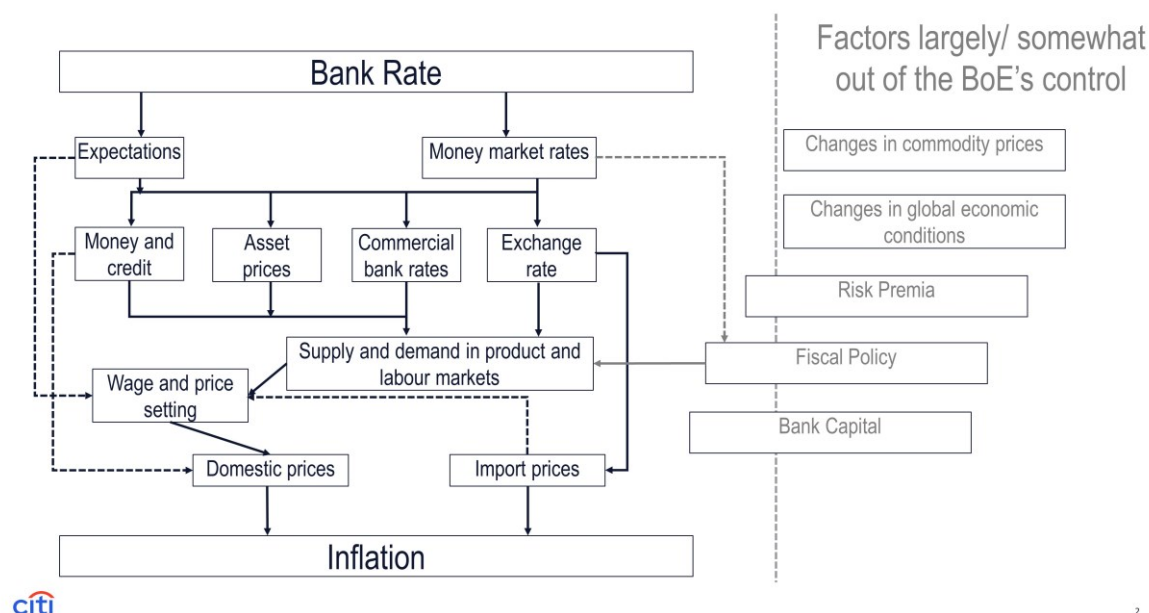 Factors largely/ somewhat
out of the BoE's control
Bank Rate
Expectations
Money market rates
Changes in commodity prices
Changes in global economic
conditions
Money and
credit
Asset
prices
Commercial
bank rates
Exchange
rate
Risk Premia
Supply and demand in product and
labour markets
Fiscal Policy
Wage and price
setting
Bank Capital
Domestic prices
Import prices
Inflation
citi
2